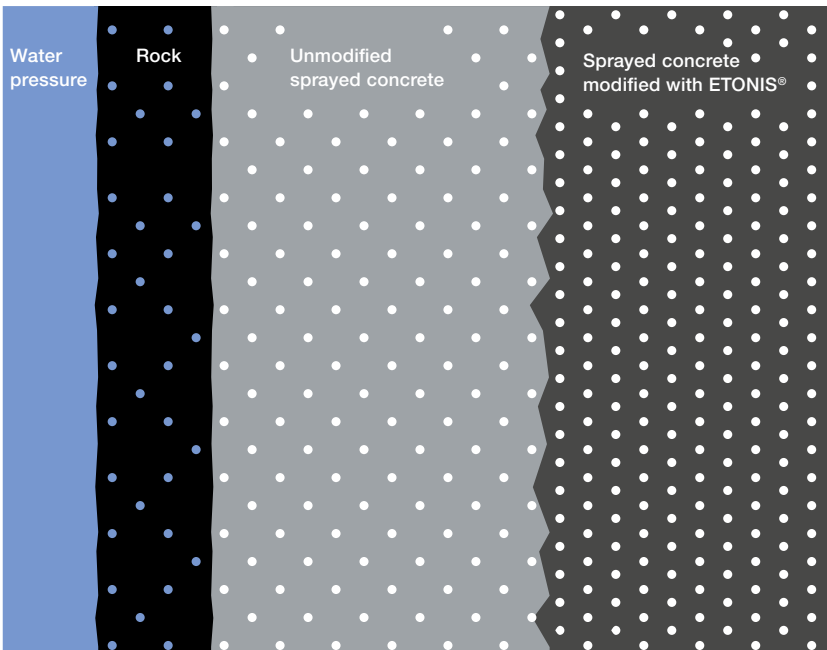 Water
pressure
Rock
Unmodified
sprayed concrete
Sprayed concrete
modified with ETONIS®